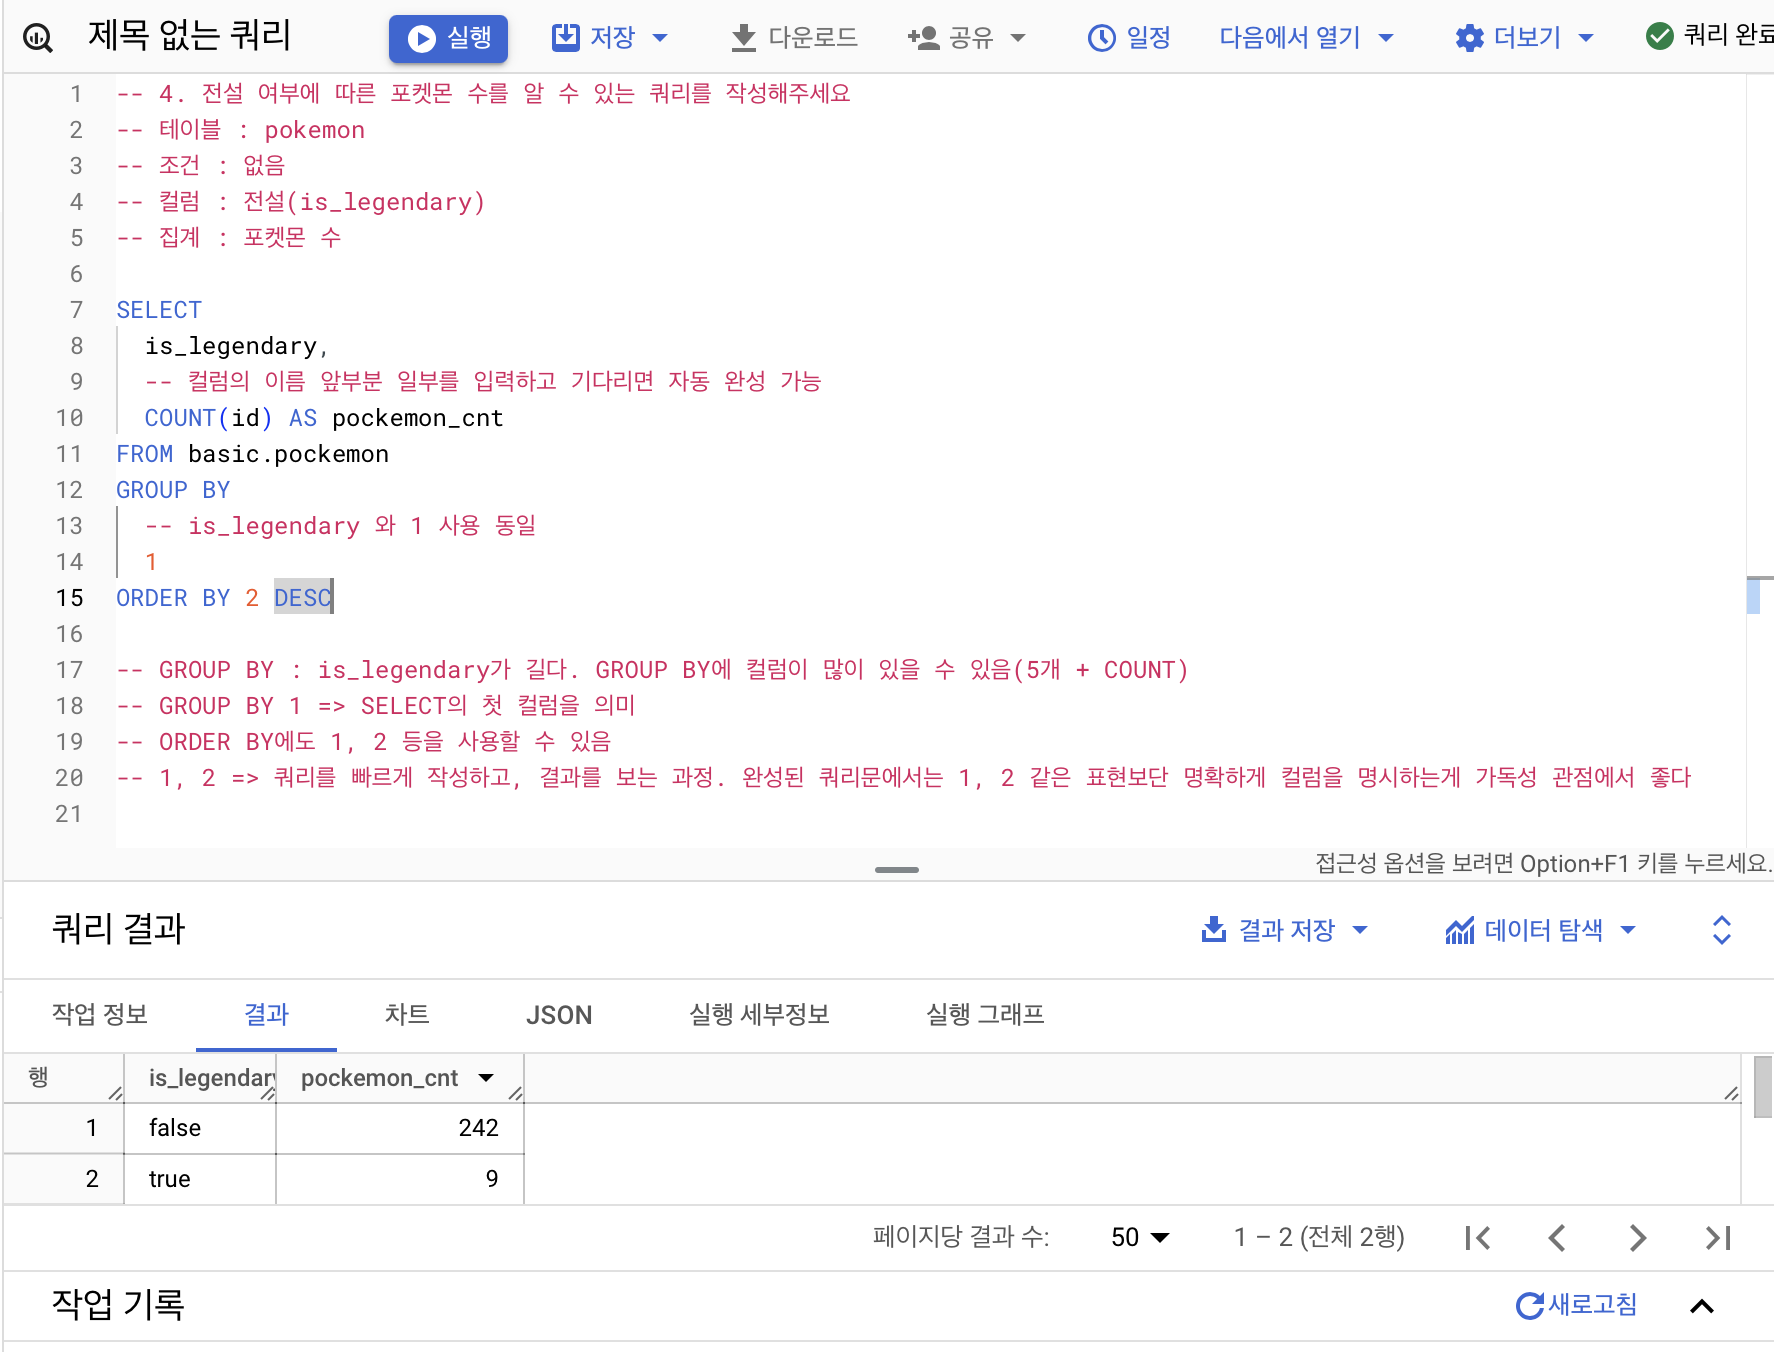 제목 없는 쿼리 실행 저장 다운로드 공유 일정 다음에서 열기 더보기 쿼리 완료
1 -- 4. 전설 여부에 따른 포켓몬 수를 알 수 있는 쿼리를 작성해주세요
2 -- 테이블 : pokemon
3 -- 조건 : 없음
4 -- 컬럼 : 전설(is_legendary)
5 -- 집계 : 포켓몬 수
6
7 SELECT
8 is_legendary,
9 -- 컬럼의 이름 앞부분 일부를 입력하고 기다리면 자동 완성 가능
10 COUNT(id) AS pockemon_cnt
11 FROM basic.pockemon
12 GROUP BY
13 -- is_legendary 와 1 사용 동일
14 1
15 ORDER BY 2 DESC
16
17 -- GROUP BY : is_legendary가 길다. GROUP BY에 컬럼이 많이 있을 수 있음(5개 + COUNT)
18 -- GROUP BY 1 => SELECT의 첫 컬럼을 의미
19 -- ORDER BY에도 1, 2 등을 사용할 수 있음
20 -- 1, 2 => 쿼리를 빠르게 작성하고, 결과를 보는 과정. 완성된 쿼리문에서는 1, 2 같은 표현보단 명확하게 컬럼을 명시하는게 가독성 관점에서 좋다
21
접근성 옵션을 보려면 Option+F1 키를 누르세요.
쿼리 결과 결과 저장 데이터 탐색
작업 정보 결과 차트 JSON 실행 세부정보 실행 그래프
행 is_legendary pockemon_cnt
1 false 242
2 true 9
페이지당 결과 수: 50 1 – 2 (전체 2행)
작업 기록 새로고침